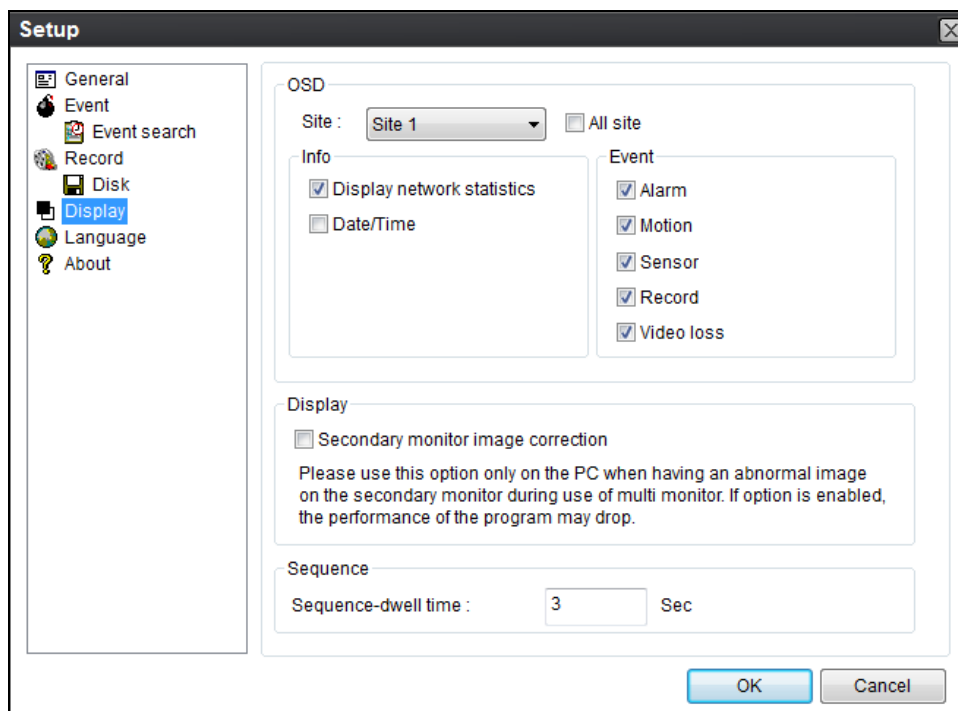 Setup
General
Event
Event search
Record
Disk
Display
Language
About
OSD
Site :
Site 1
All site
Info
Display network statistics
Date/Time
Event
Alarm
Motion
Sensor
Record
Video loss
Display
Secondary monitor image correction
Please use this option only on the PC when having an abnormal image
on the secondary monitor during use of multi monitor. If option is enabled,
the performance of the program may drop.
Sequence
Sequence-dwell time :
3
Sec
OK
Cancel